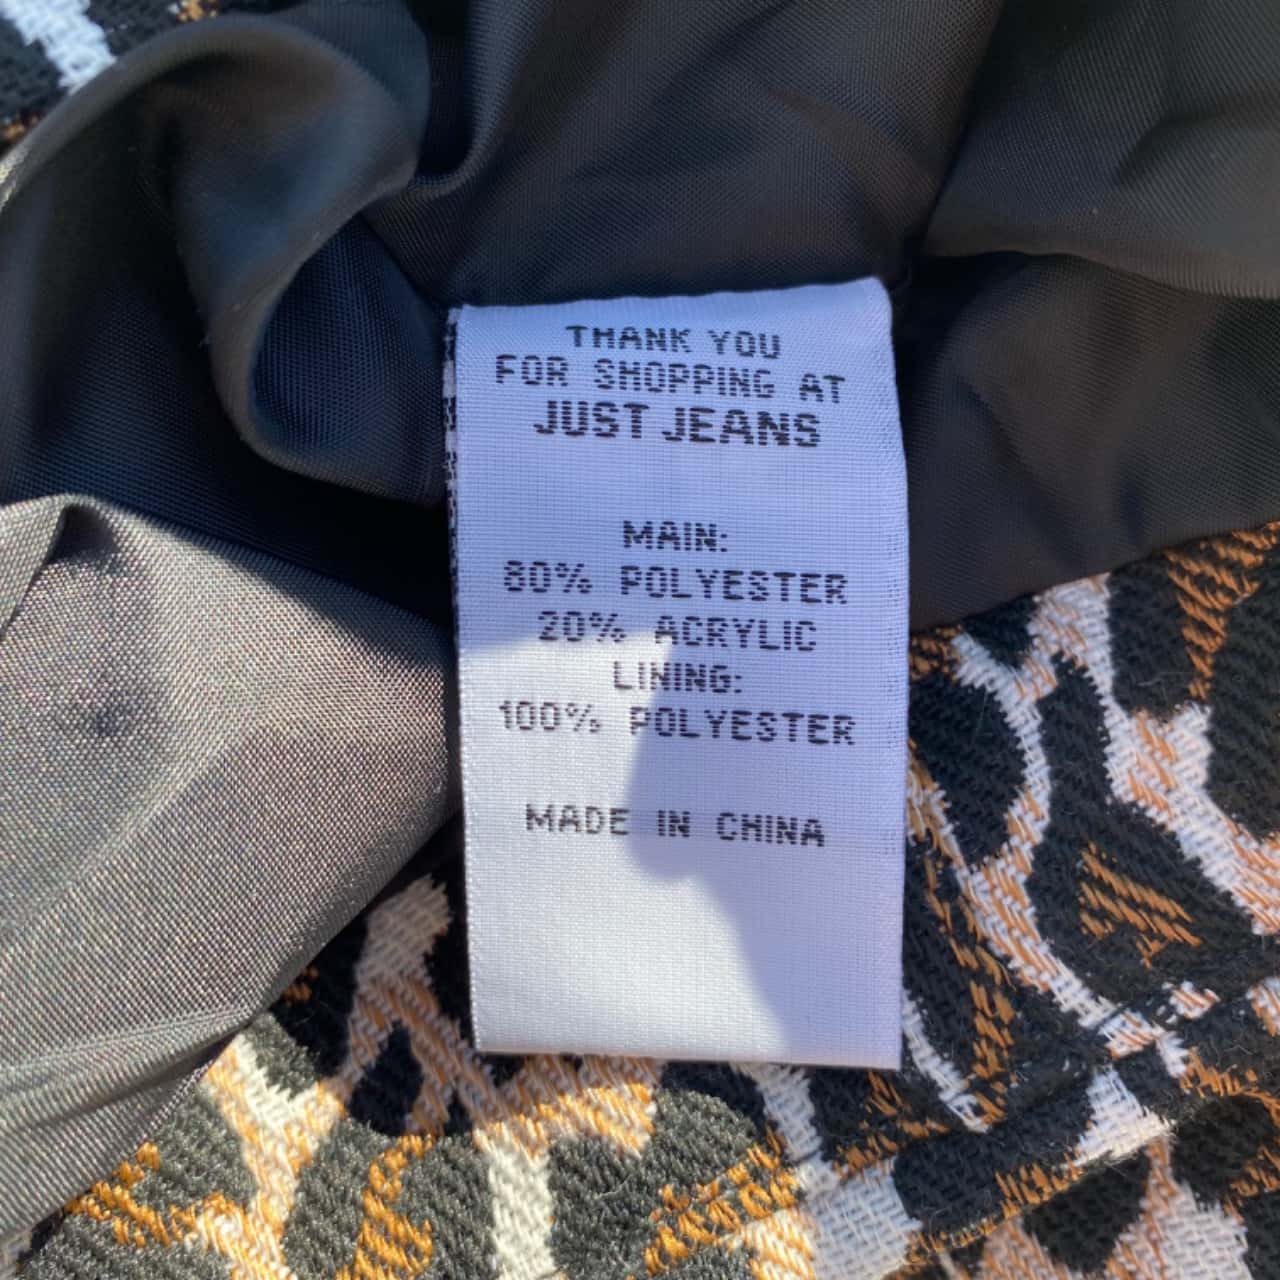 THANK YOU
FOR SHOPPING AT
JUST JEANS
MAIN:
80% POLYESTER
20% ACRYLIC
LINING:
100% POLYESTER
MADE IN CHINA